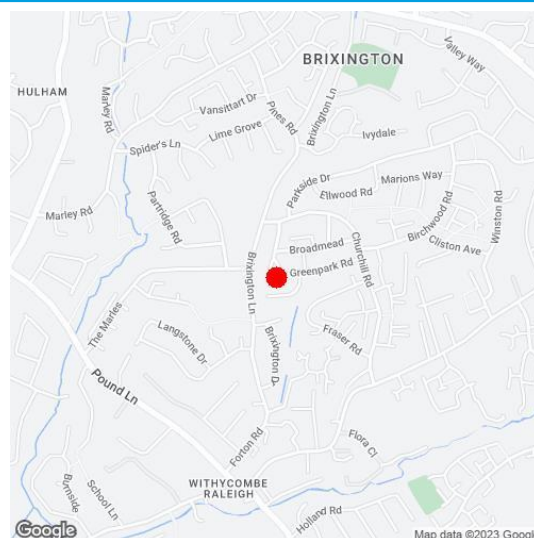 BRIXINGTON
Valley Way
HULHAM
Marley Rd
Vansittart Dr
Pines Rd
Brixington Ln
Lime Grove
Ivydale
Spider's Ln
Parkside Dr
Marions Way
Ellwood Rd
Winston Rd
Partridge Rd
Birchwood Rd
Marley Rd
Churchill Rd
Broadmead
Cliston Ave
Brixington Ln
Greenpark Rd
The Marles
Langstone Dr
Brixington D
Fraser Rd
Pound Ln
Forton Rd
Flora Cl
WITHYCOMBE
RALEIGH
Burnside
School Ln
Holland Rd
Google
Map data ©2023 Google